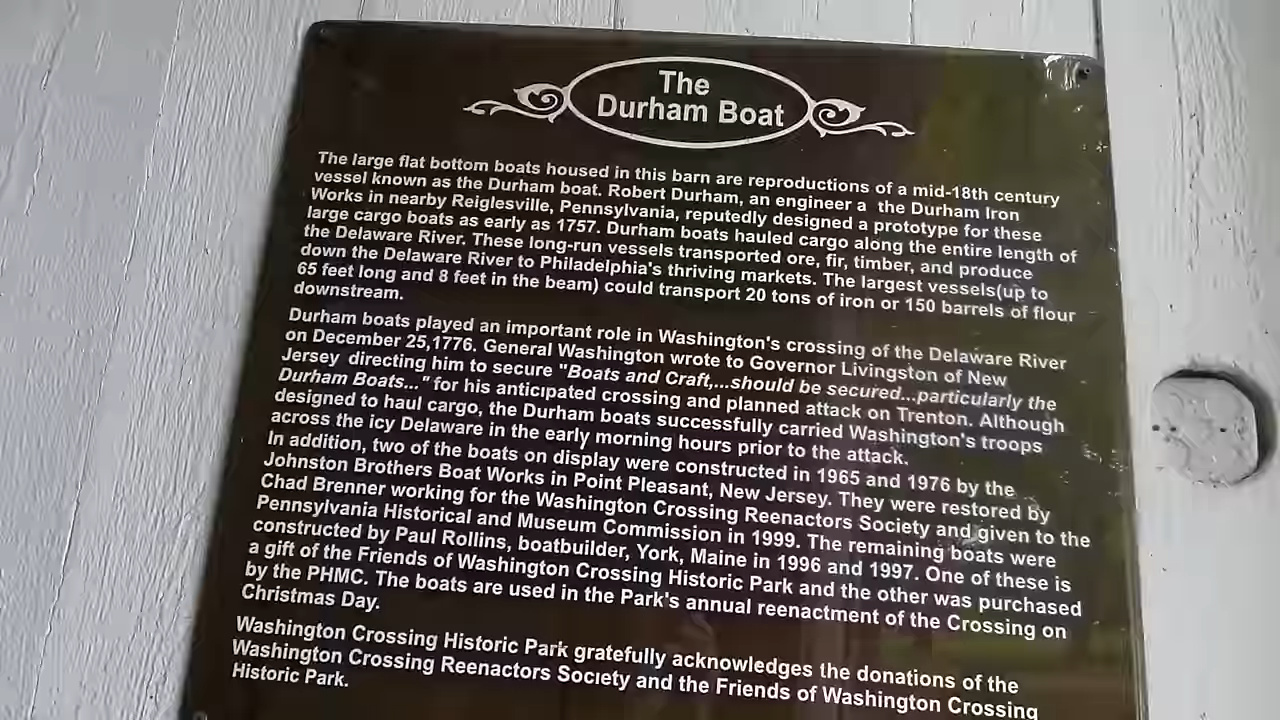 The
Durham Boat
The large flat bottom boats housed in this barn are reproductions of a mid-18th century
vessel known as the Durham boat. Robert Durham, an engineer a the Durham Iron
Works in nearby Reiglesville, Pennsylvania, reputedly designed a prototype for these
large cargo boats as early as 1757. Durham boats hauled cargo along the entire length of
the Delaware River. These long-run vessels transported ore, fir, timber, and produce
down the Delaware River to Philadelphia's thriving markets. The largest vessels(up to
65 feet long and 8 feet in the beam) could transport 20 tons of iron or 150 barrels of flour
downstream.
Durham boats played an important role in Washington's crossing of the Delaware River
on December 25,1776. General Washington wrote to Governor Livingston of New
Jersey directing him to secure "Boats and Craft,...should be secured...particularly the
Durham Boats..." for his anticipated crossing and planned attack on Trenton. Although
designed to haul cargo, the Durham boats successfully carried Washington's troops
across the icy Delaware in the early morning hours prior to the attack.
In addition, two of the boats on display were constructed in 1965 and 1976 by the
Johnston Brothers Boat Works in Point Pleasant, New Jersey. They were restored by
Chad Brenner working for the Washington Crossing Reenactors Society and given to the
Pennsylvania Historical and Museum Commission in 1999. The remaining boats were
constructed by Paul Rollins, boatbuilder, York, Maine in 1996 and 1997. One of these is
a gift of the Friends of Washington Crossing Historic Park and the other was purchased
by the PHMC. The boats are used in the Park's annual reenactment of the Crossing on
Christmas Day.
Washington Crossing Historic Park gratefully acknowledges the donations of the
Washington Crossing Reenactors Society and the Friends of Washington Crossing
Historic Park.